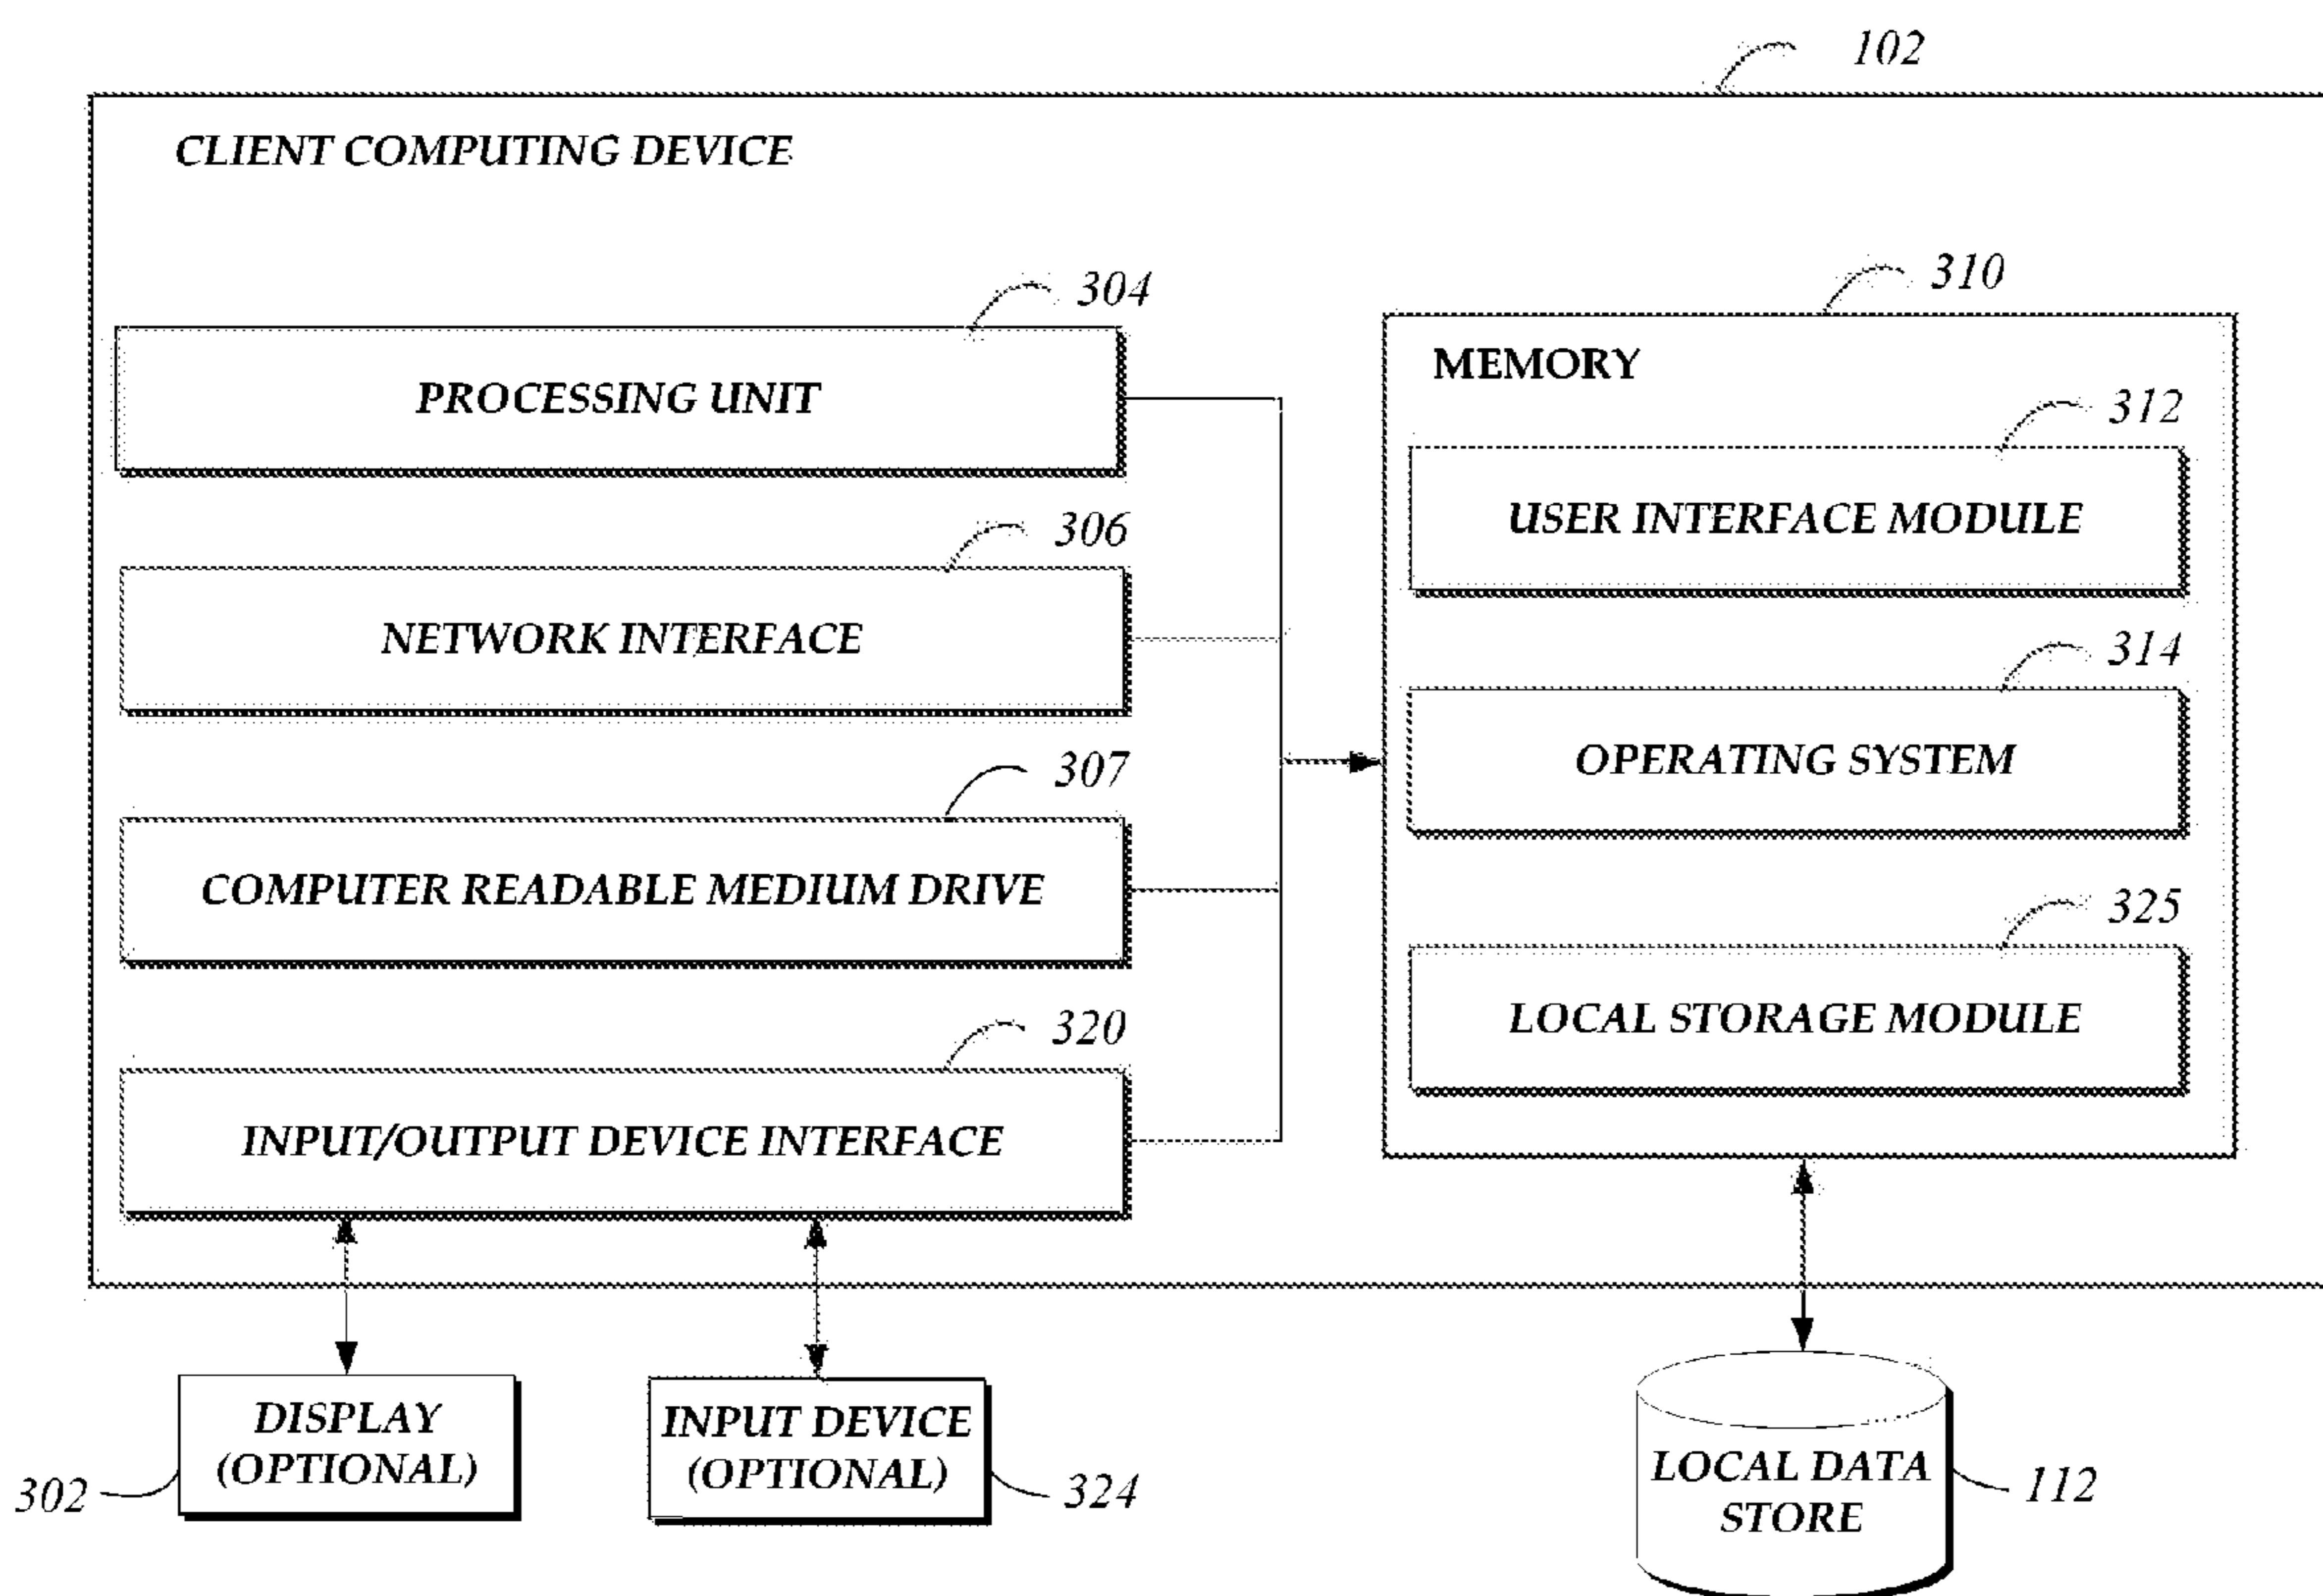 102
CLIENT COMPUTING DEVICE
304
PROCESSING UNIT
306
NETWORK INTERFACE
307
COMPUTER READABLE MEDIUM DRIVE
320
INPUT/OUTPUT DEVICE INTERFACE
310
MEMORY
312
USER INTERFACE MODULE
314
OPERATING SYSTEM
325
LOCAL STORAGE MODULE
DISPLAY
(OPTIONAL)
302
INPUT DEVICE
(OPTIONAL)
324
LOCAL DATA
STORE
112